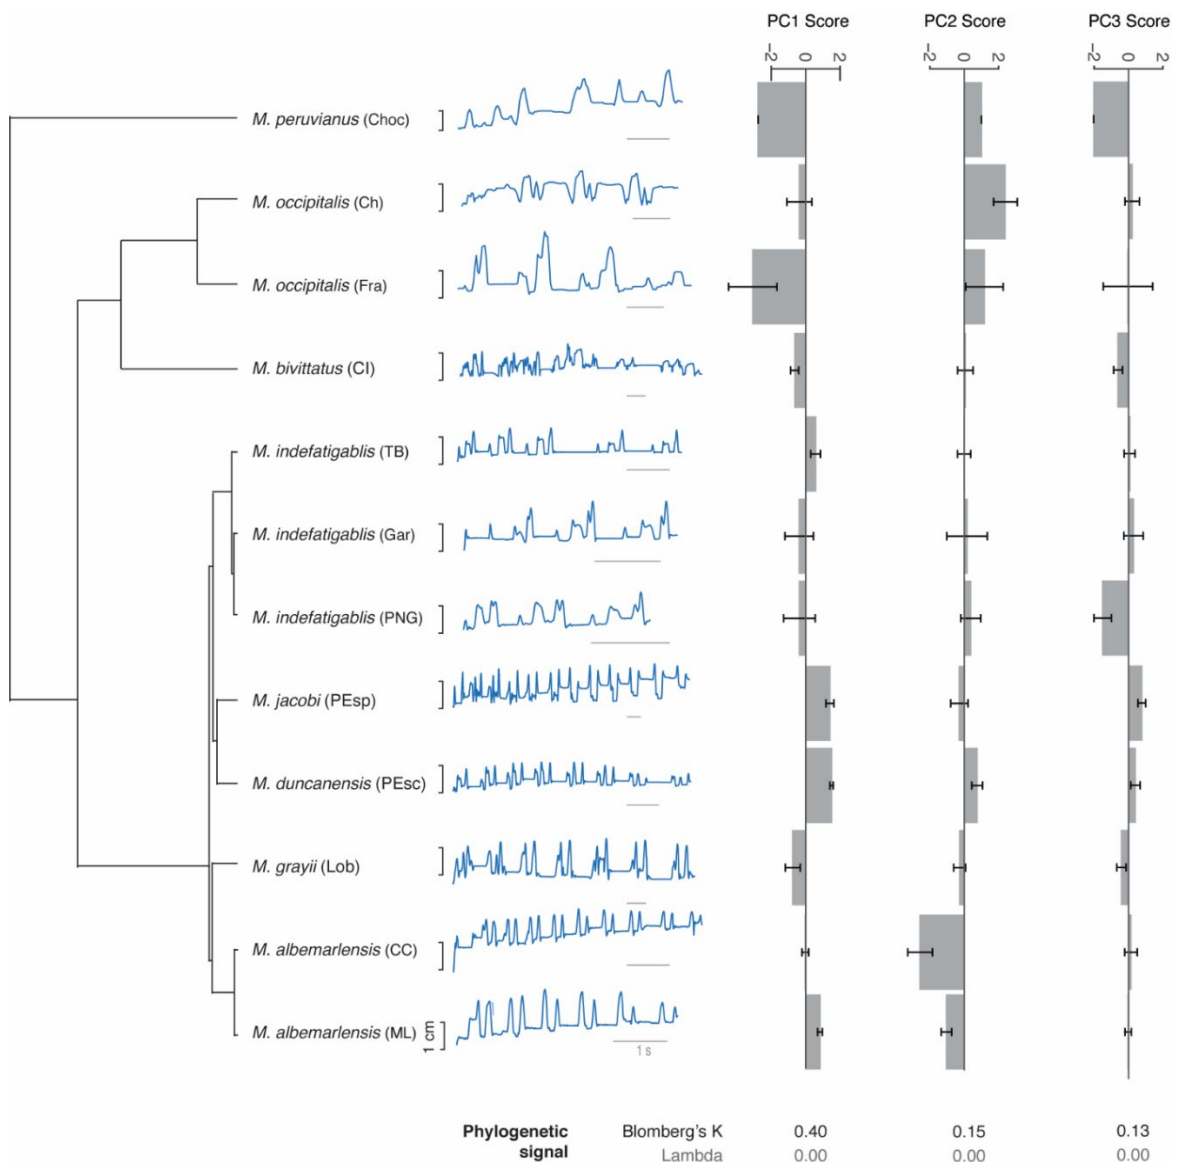 PC1 Score PC2 Score PC3 Score
-2 0 2 -2 0 2 -2 0 2
M. peruvianus (Choc)
M. occipitalis (Ch)
M. occipitalis (Fra)
M. bivittatus (CI)
M. indefatigablis (TB)
M. indefatigablis (Gar)
M. indefatigablis (PNG)
M. jacobi (PEsp)
M. duncanensis (PEsc)
M. grayii (Lob)
M. albemarlensis (CC)
M. albemarlensis (ML)
1 cm
1 s
Phylogenetic signal
Blomberg's K 0.40 0.15 0.13
Lambda 0.00 0.00 0.00